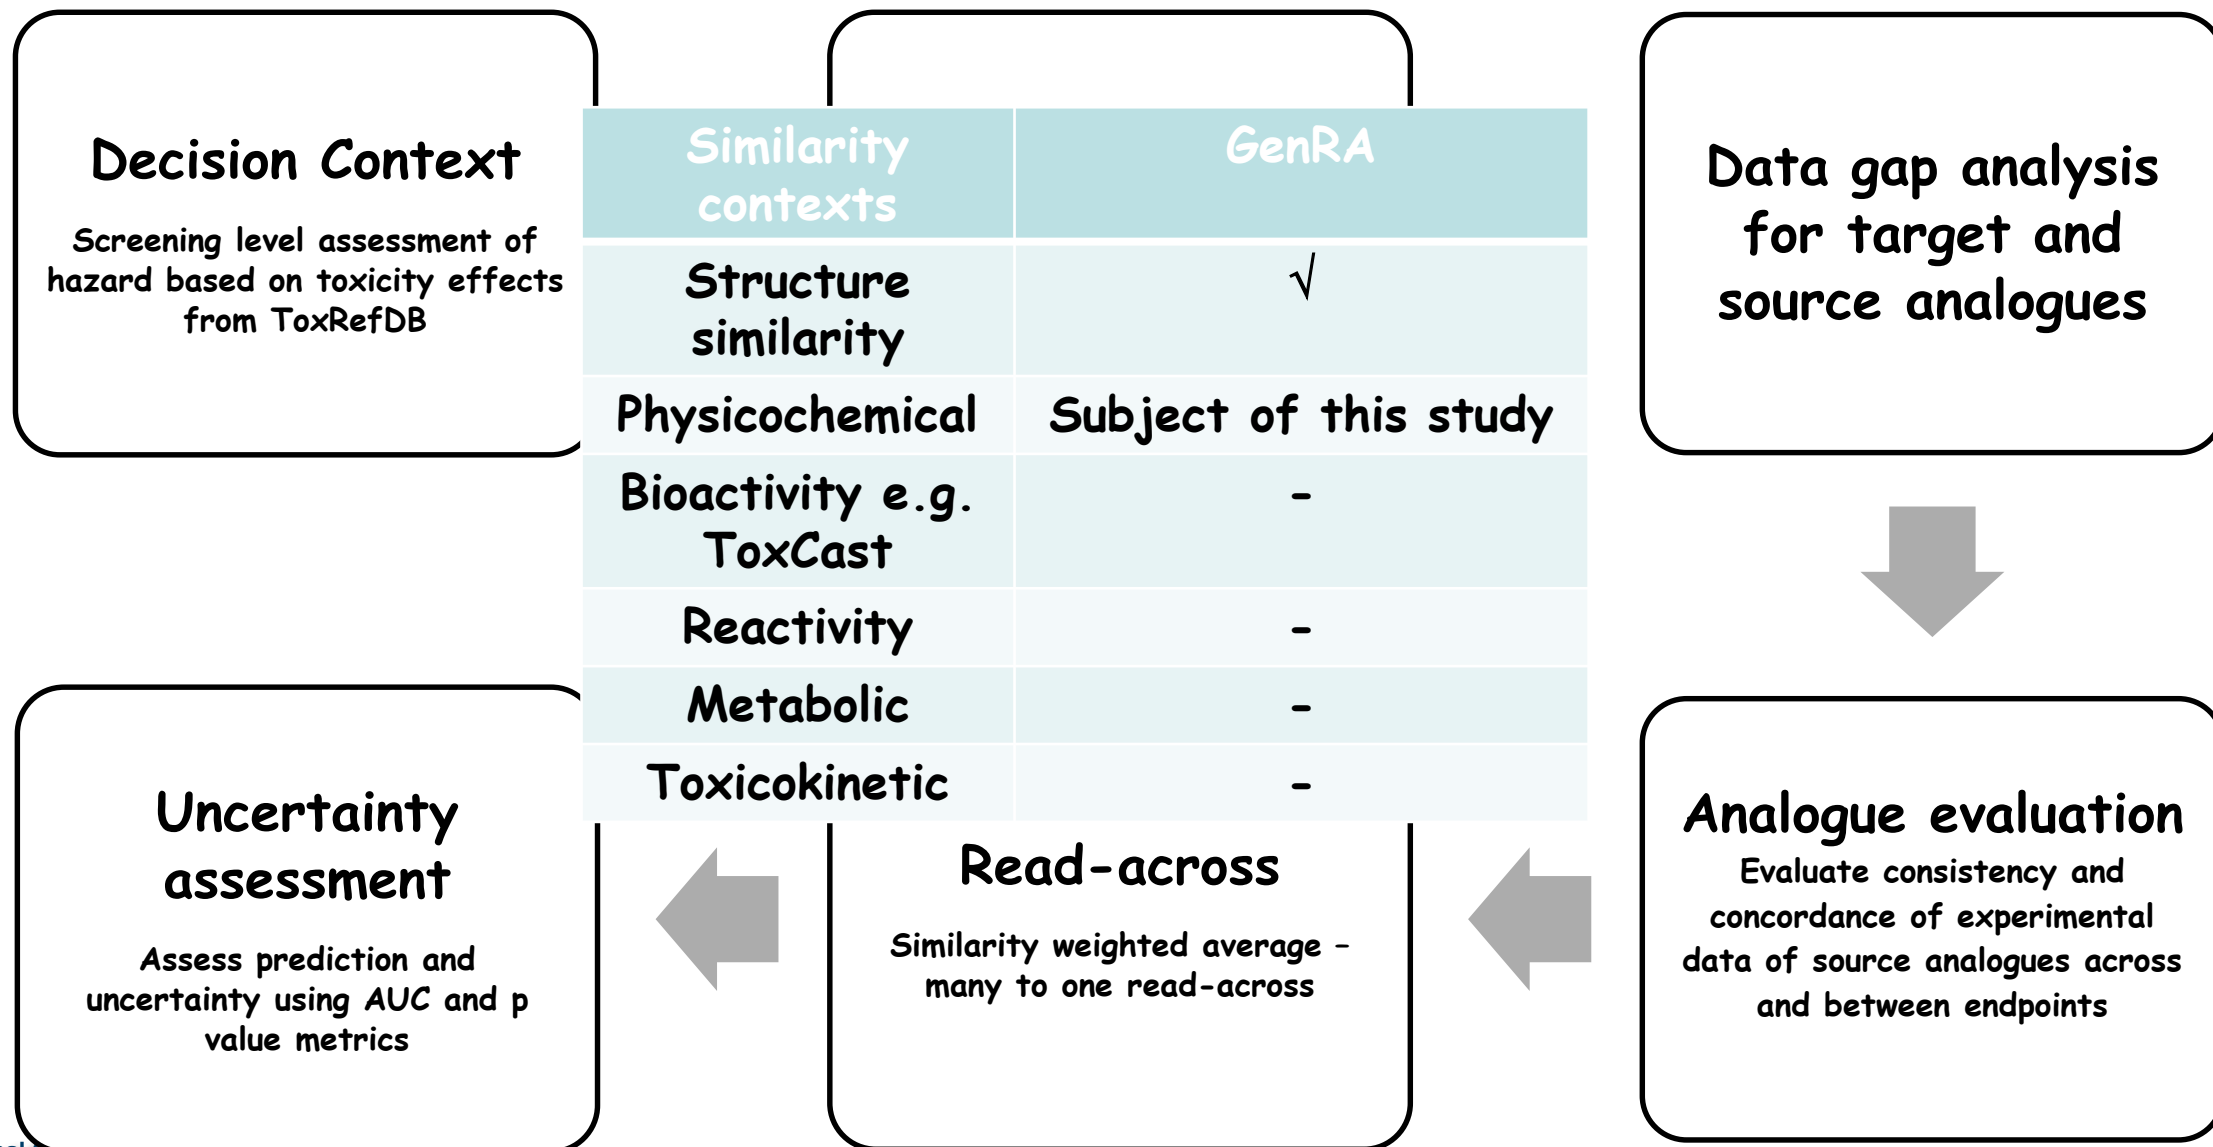 Decision Context
Screening level assessment of
hazard based on toxicity effects
from ToxRefDB
Similarity
contexts
GenRA
Structure
similarity
√
Physicochemical
Subject of this study
Bioactivity e.g.
ToxCast
-
Reactivity
-
Metabolic
-
Toxicokinetic
-
Data gap analysis
for target and
source analogues
Analogue evaluation
Evaluate consistency and
concordance of experimental
data of source analogues across
and between endpoints
Read-across
Similarity weighted average –
many to one read-across
Uncertainty
assessment
Assess prediction and
uncertainty using AUC and p
value metrics